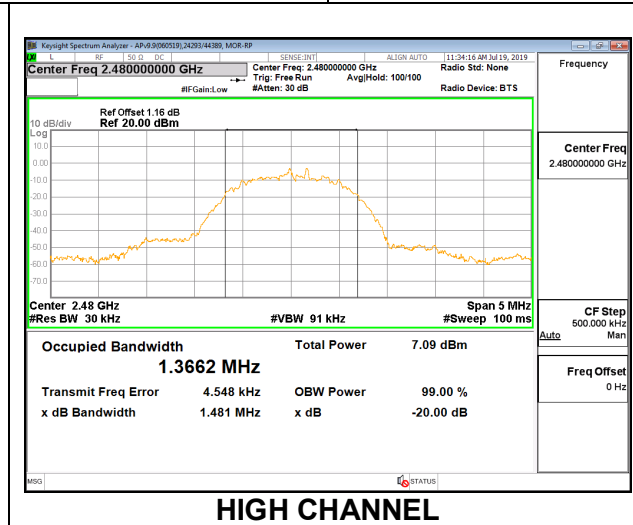 Keysight Spectrum Analyzer - APv9.9(060519),24293/44389, MOR-RP
L RF 50 Ω DC SENSE:INT ALIGN AUTO 11:34:16 AM Jul 19, 2019
Center Freq 2.480000000 GHz
Center Freq: 2.480000000 GHz
Radio Std: None
Trig: Free Run Avg|Hold: 100/100
#IFGain:Low #Atten: 30 dB Radio Device: BTS
Frequency
Ref Offset 1.16 dB
10 dB/div Ref 20.00 dBm
Log
10.0
0.00
-10.0
-20.0
-30.0
-40.0
-50.0
-60.0
-70.0
Center Freq
2.480000000 GHz
Center 2.48 GHz Span 5 MHz
#Res BW 30 kHz #VBW 91 kHz #Sweep 100 ms
CF Step
500.000 kHz
Auto Man
Occupied Bandwidth Total Power 7.09 dBm
1.3662 MHz
Transmit Freq Error 4.548 kHz OBW Power 99.00 %
x dB Bandwidth 1.481 MHz x dB -20.00 dB
Freq Offset
0 Hz
MSG STATUS
HIGH CHANNEL